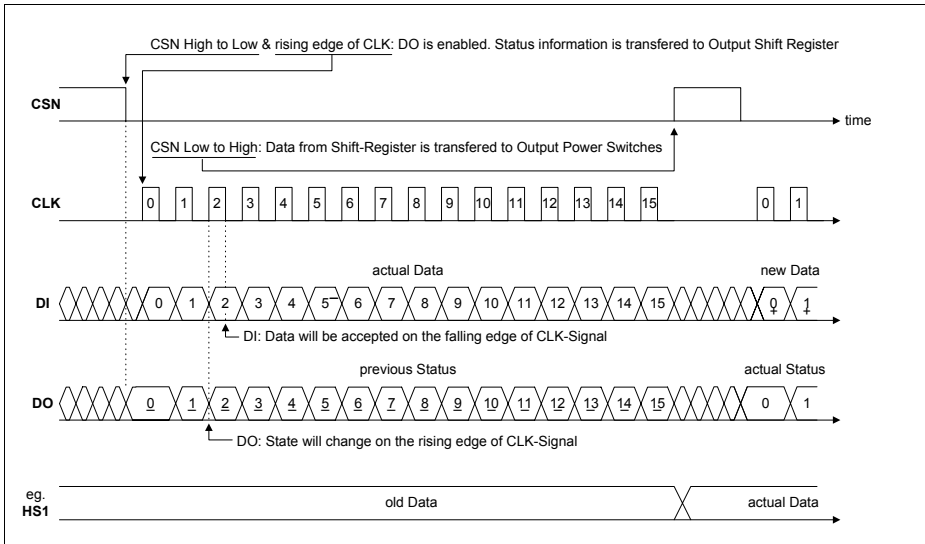 CSN High to Low & rising edge of CLK: DO is enabled. Status information is transfered to Output Shift Register
CSN
time
CSN Low to High: Data from Shift-Register is transfered to Output Power Switches
CLK 0 1 2 3 4 5 6 7 8 9 10 11 12 13 14 15 0 1
actual Data new Data
DI 0 1 2 3 4 5 6 7 8 9 10 11 12 13 14 15 0 1
DI: Data will be accepted on the falling edge of CLK-Signal
previous Status actual Status
DO 0 1 2 3 4 5 6 7 8 9 10 11 12 13 14 15 0 1
DO: State will change on the rising edge of CLK-Signal
eg.
HS1 old Data actual Data